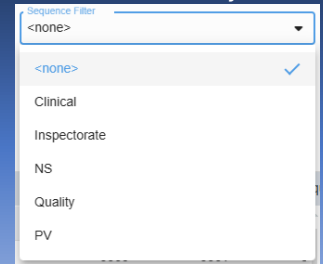 Sequence Filter
<none>
<none>
Clinical
Inspectorate
NS
Quality
PV